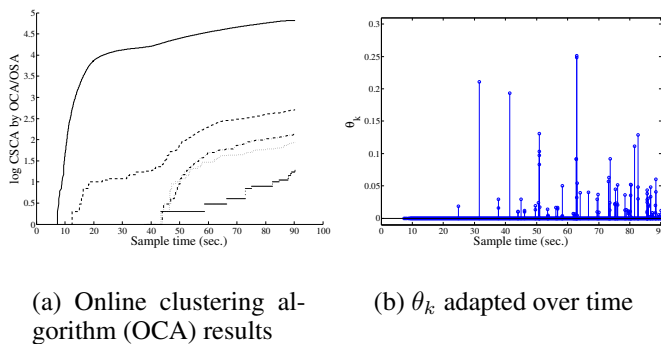 log CSCA by OCA/OSA
5
4.5
4
3.5
3
2.5
2
1.5
1
0.5
0
0 10 20 30 40 50 60 70 80 90 100
Sample time (sec.)
θ_k
0.3
0.25
0.2
0.15
0.1
0.05
0
0 10 20 30 40 50 60 70 80 90
Sample time (sec.)
(a) Online clustering al-
gorithm (OCA) results
(b) θ_k adapted over time